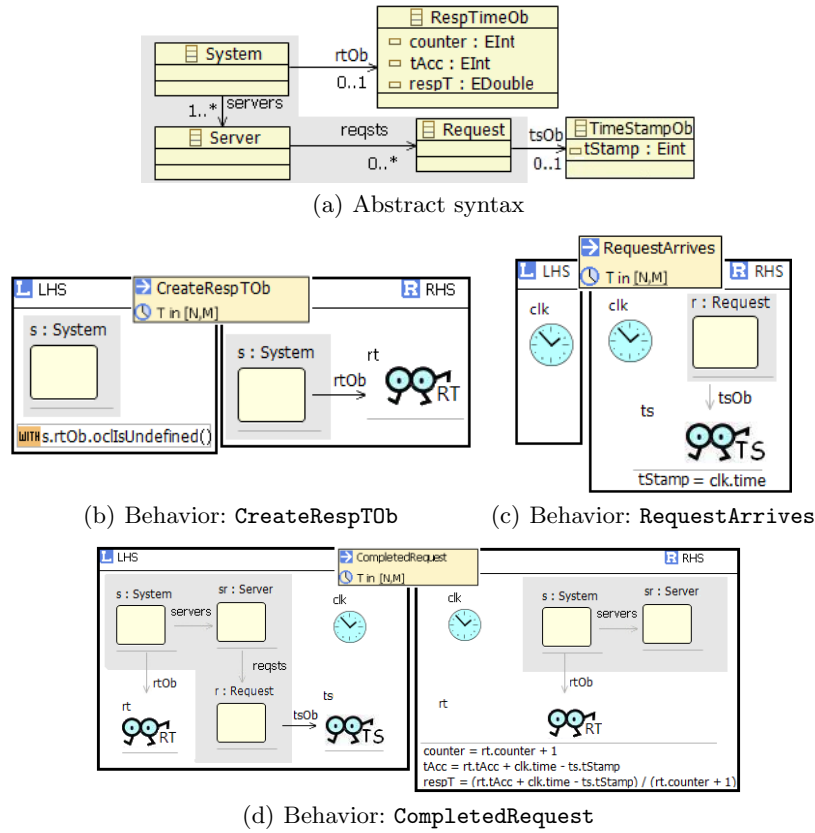 System
rtOb
0..1
RespTimeOb
counter : EInt
tAcc : EInt
respT : EDouble
1..*
servers
Server
reqsts
0..*
Request
tsOb
0..1
TimeStampOb
tStamp : Eint
(a) Abstract syntax
L LHS
CreateRespTOb
T in [N,M]
R RHS
s : System
WITH s.rtOb.oclIsUndefined()
s : System
rtOb
rt
RT
(b) Behavior: CreateRespTOb
L LHS
RequestArrives
T in [N,M]
R RHS
clk
clk
r : Request
tsOb
ts
TS
tStamp = clk.time
(c) Behavior: RequestArrives
L LHS
CompletedRequest
T in [N,M]
R RHS
s : System
servers
sr : Server
clk
rtOb
reqsts
rt
RT
r : Request
tsOb
ts
TS
clk
s : System
servers
sr : Server
rtOb
rt
RT
counter = rt.counter + 1
tAcc = rt.tAcc + clk.time - ts.tStamp
respT = (rt.tAcc + clk.time - ts.tStamp) / (rt.counter + 1)
(d) Behavior: CompletedRequest